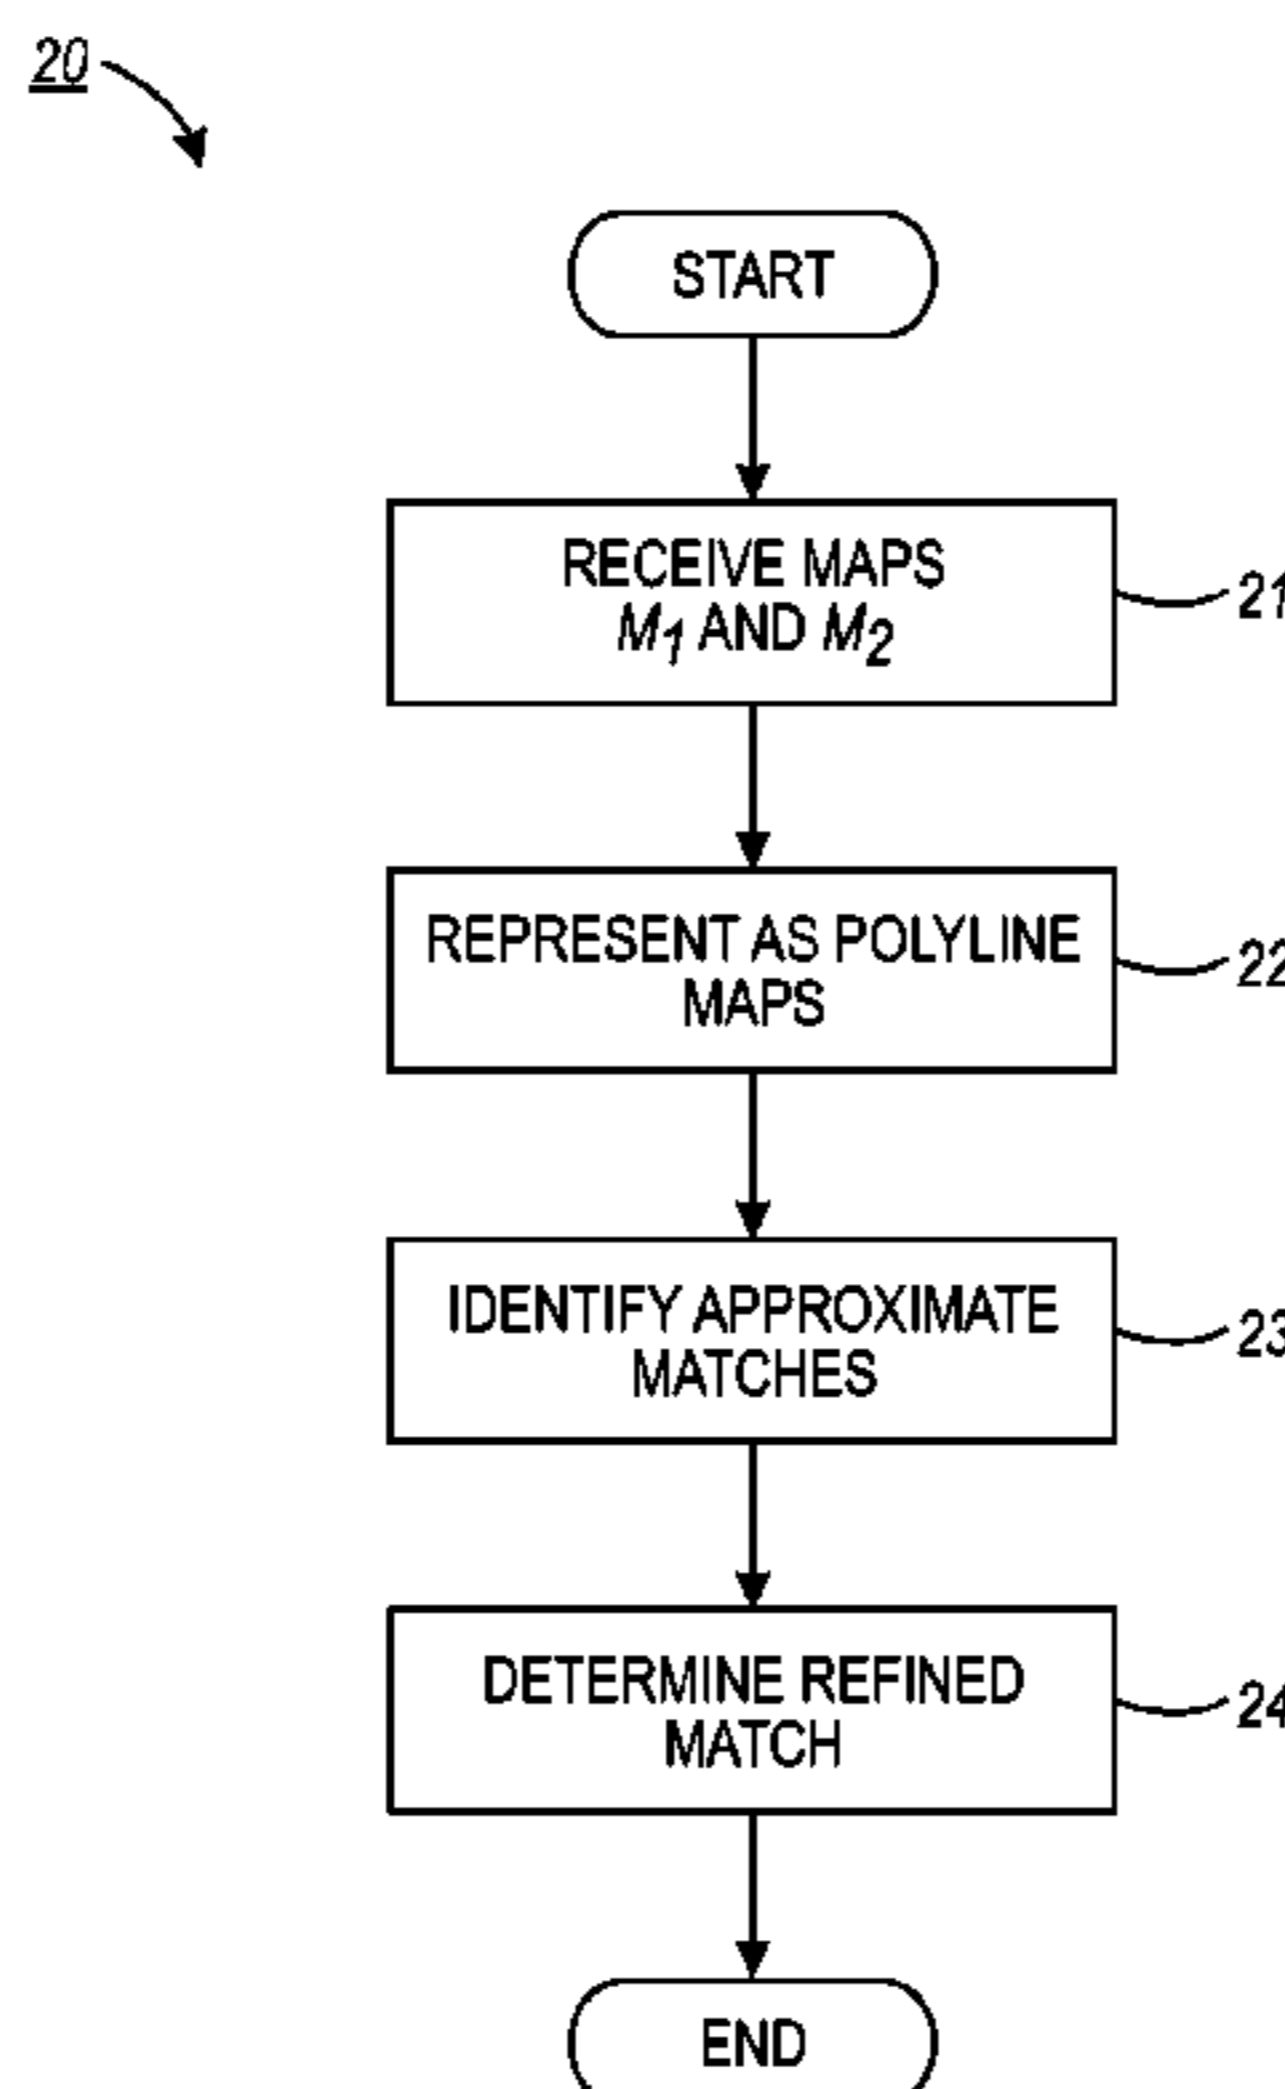 20
START
RECEIVE MAPS
M1 AND M2
21
REPRESENT AS POLYLINE
MAPS
22
IDENTIFY APPROXIMATE
MATCHES
23
DETERMINE REFINED
MATCH
24
END